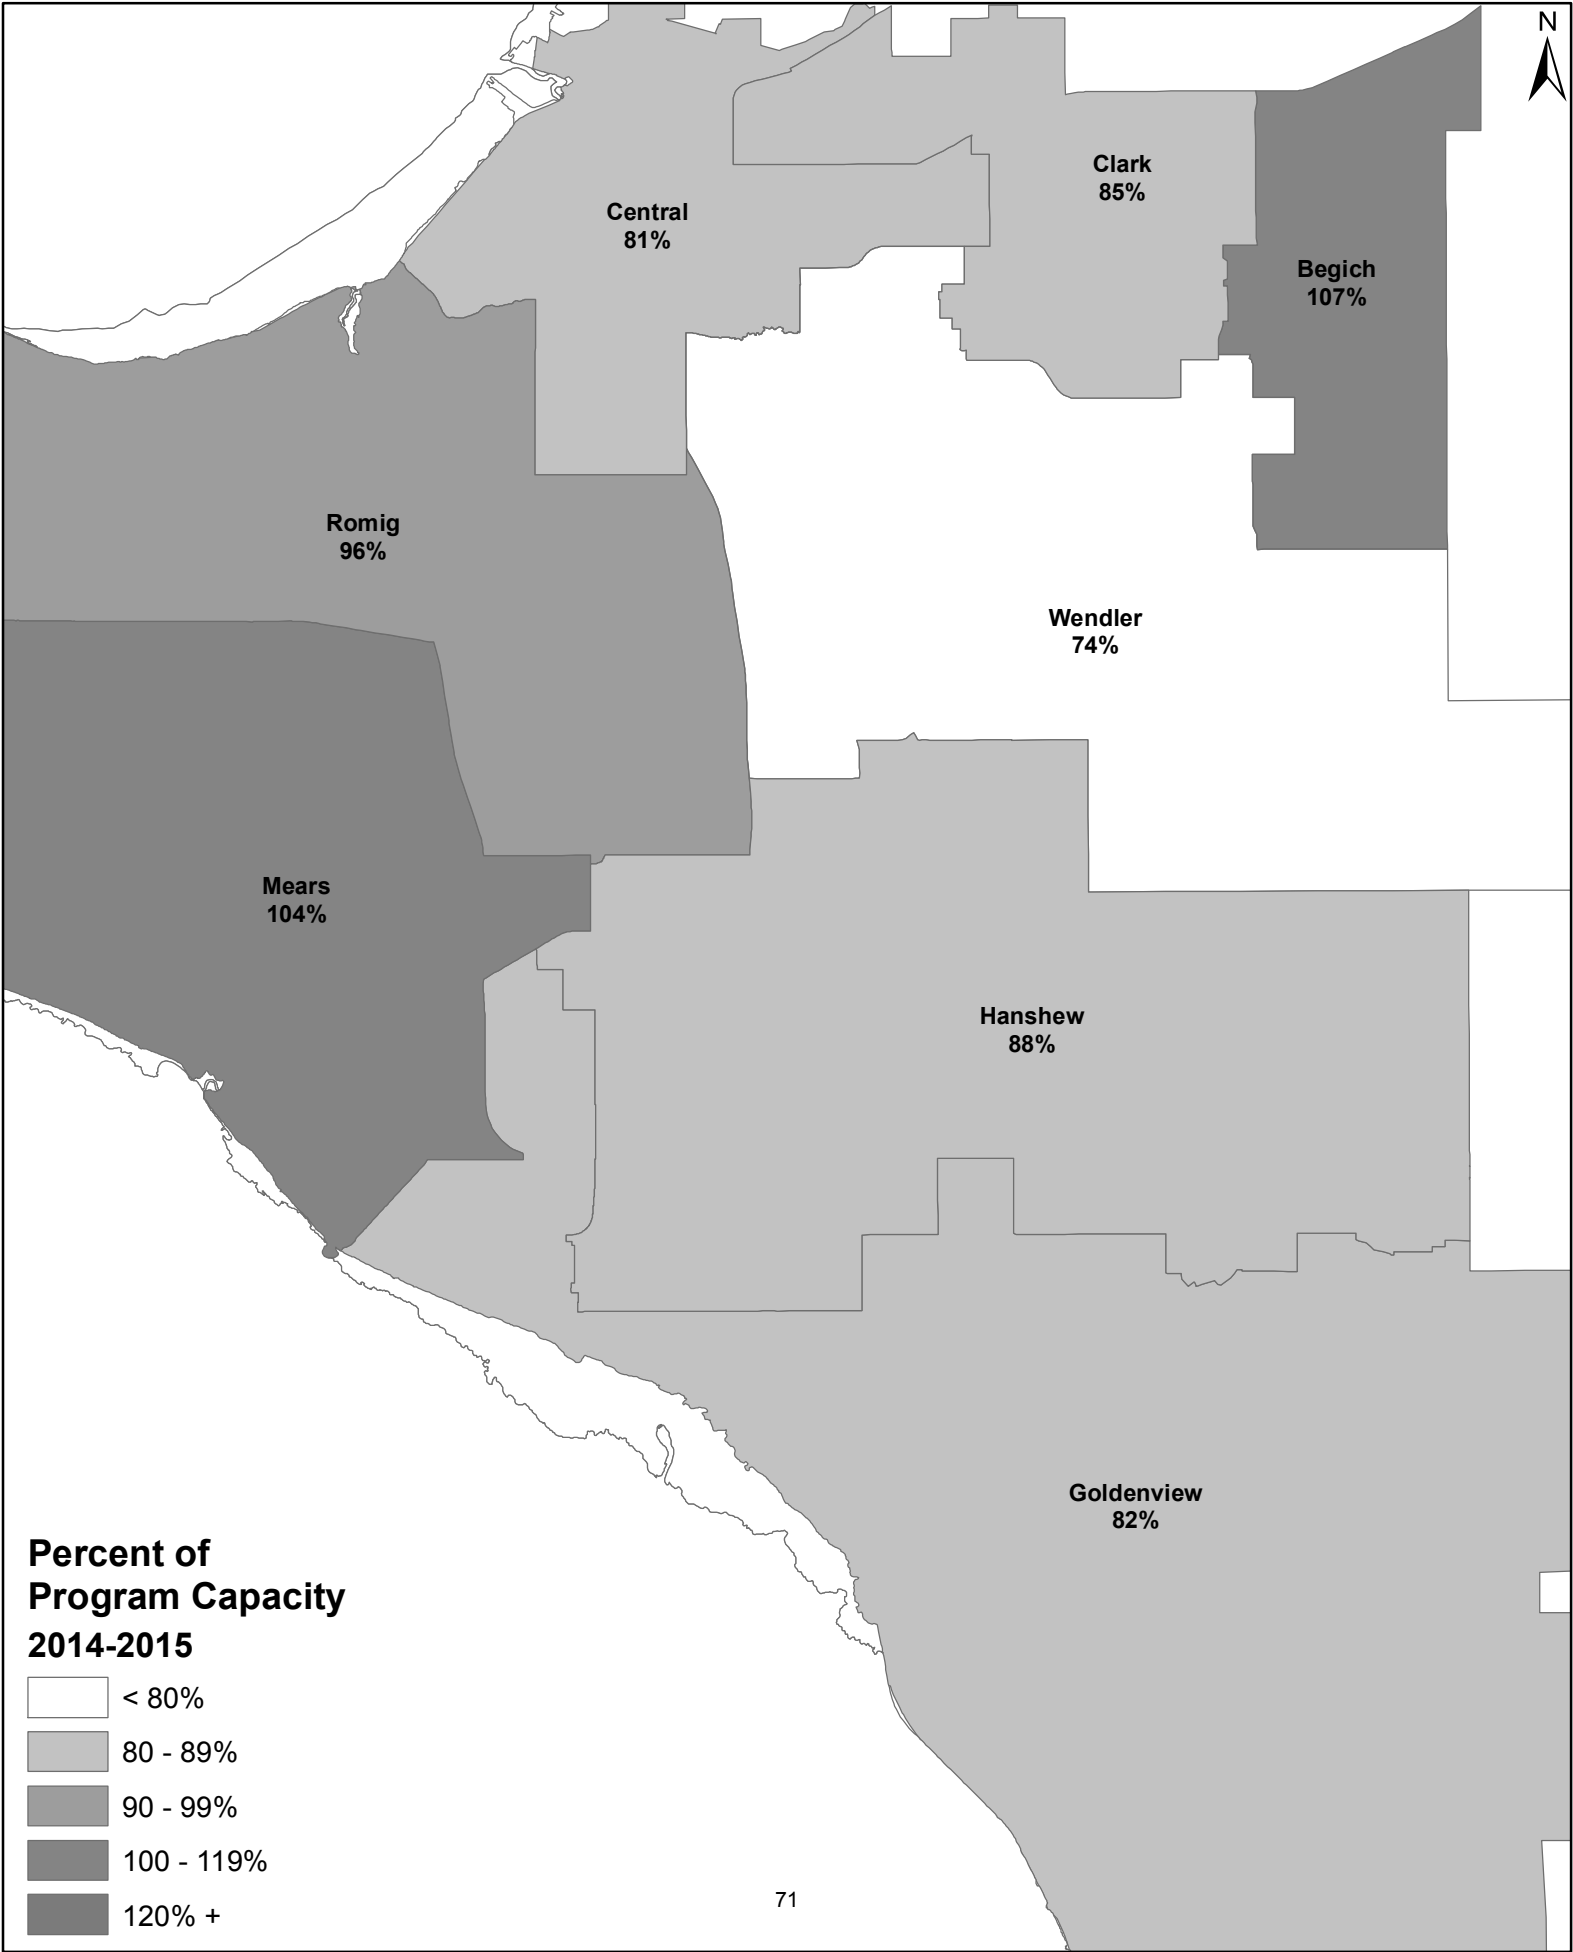 N
Clark
85%
Central
81%
Begich
107%
Romig
96%
Wendler
74%
Mears
104%
Hanshew
88%
Goldenview
82%
Percent of
Program Capacity
2014-2015
< 80%
80 - 89%
90 - 99%
100 - 119%
120% +
71